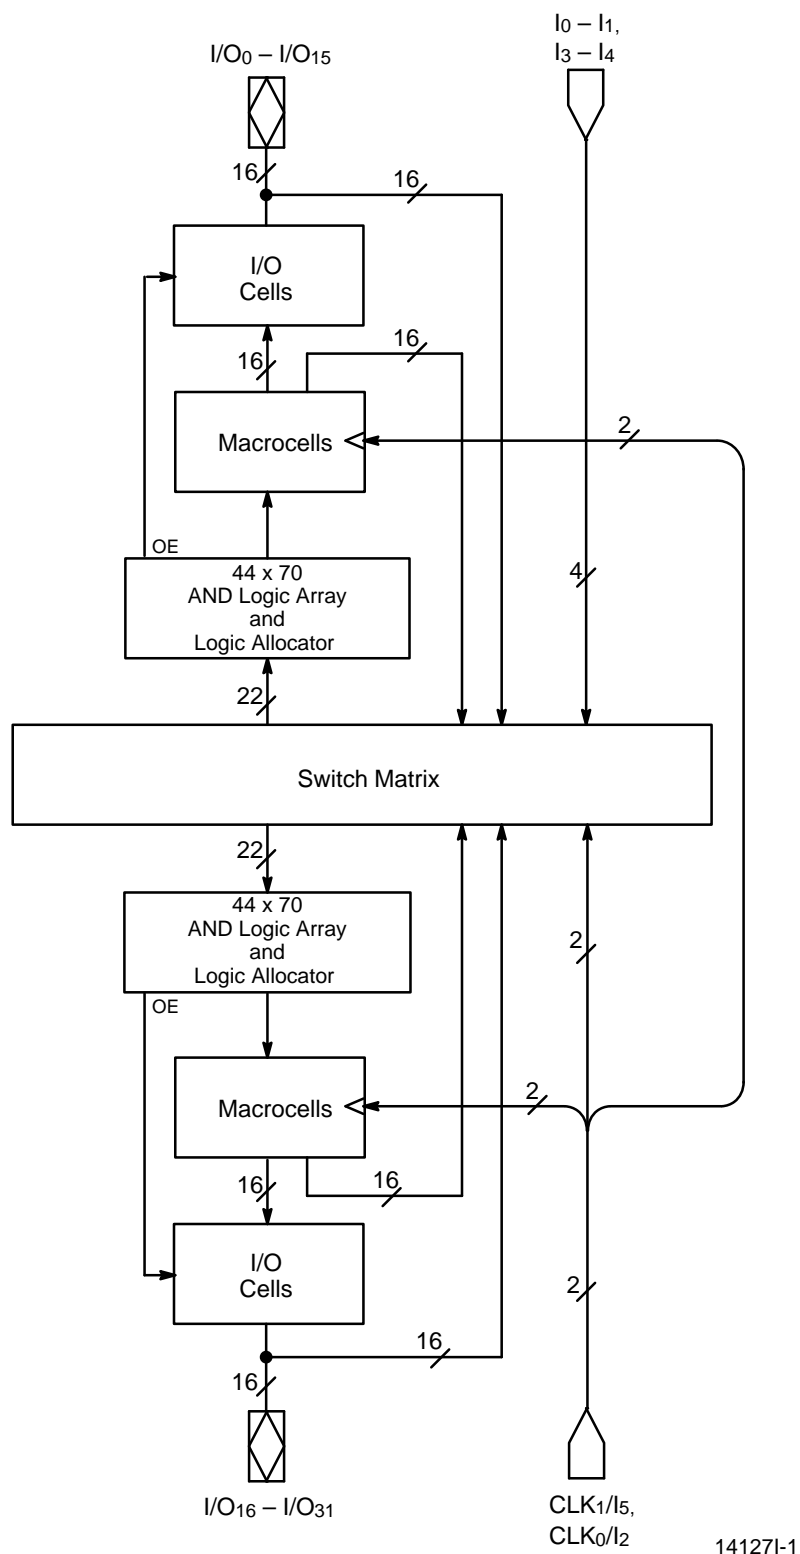 I/O0 – I/O15
I0 – I1,
I3 – I4
16
16
I/O
Cells
16
16
Macrocells
2
OE
44 x 70
AND Logic Array
and
Logic Allocator
4
22
Switch Matrix
22
44 x 70
AND Logic Array
and
Logic Allocator
2
OE
Macrocells
2
16
16
I/O
Cells
2
16
16
I/O16 – I/O31
CLK1/I5,
CLK0/I2
14127I-1